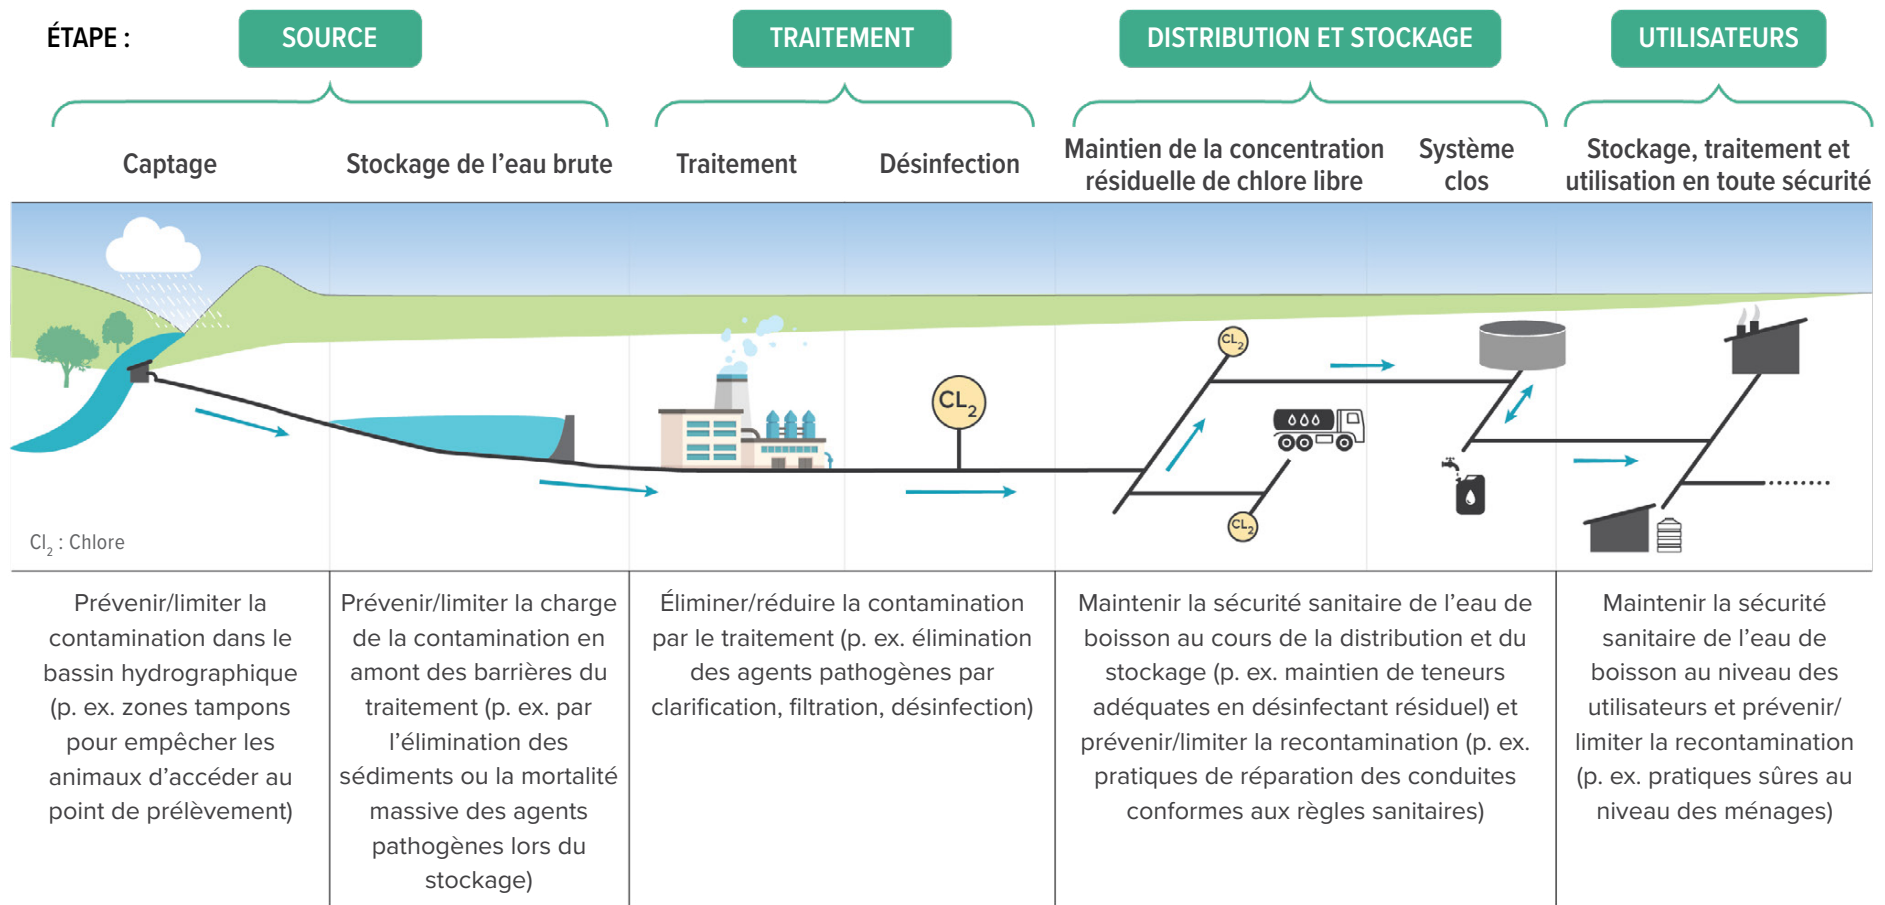 ÉTAPE :
SOURCE
TRAITEMENT
DISTRIBUTION ET STOCKAGE
UTILISATEURS
Captage
Stockage de l’eau brute
Traitement
Désinfection
Maintien de la concentration
résiduelle de chlore libre
Système
clos
Stockage, traitement et
utilisation en toute sécurité
CL₂
CL₂
CL₂
Cl₂ : Chlore
Prévenir/limiter la
contamination dans le
bassin hydrographique
(p. ex. zones tampons
pour empêcher les
animaux d’accéder au
point de prélèvement)
Prévenir/limiter la charge
de la contamination en
amont des barrières du
traitement (p. ex. par
l’élimination des
sédiments ou la mortalité
massive des agents
pathogènes lors du
stockage)
Éliminer/réduire la contamination
par le traitement (p. ex. élimination
des agents pathogènes par
clarification, filtration, désinfection)
Maintenir la sécurité sanitaire de l’eau de
boisson au cours de la distribution et du
stockage (p. ex. maintien de teneurs
adéquates en désinfectant résiduel) et
prévenir/limiter la recontamination (p. ex.
pratiques de réparation des conduites
conformes aux règles sanitaires)
Maintenir la sécurité
sanitaire de l’eau de
boisson au niveau des
utilisateurs et prévenir/
limiter la recontamination
(p. ex. pratiques sûres au
niveau des ménages)